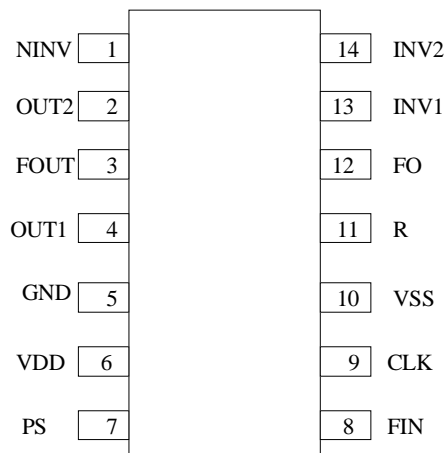 NINV 1 14 INV2
OUT2 2 13 INV1
FOUT 3 12 FO
OUT1 4 11 R
GND 5 10 VSS
VDD 6 9 CLK
PS 7 8 FIN